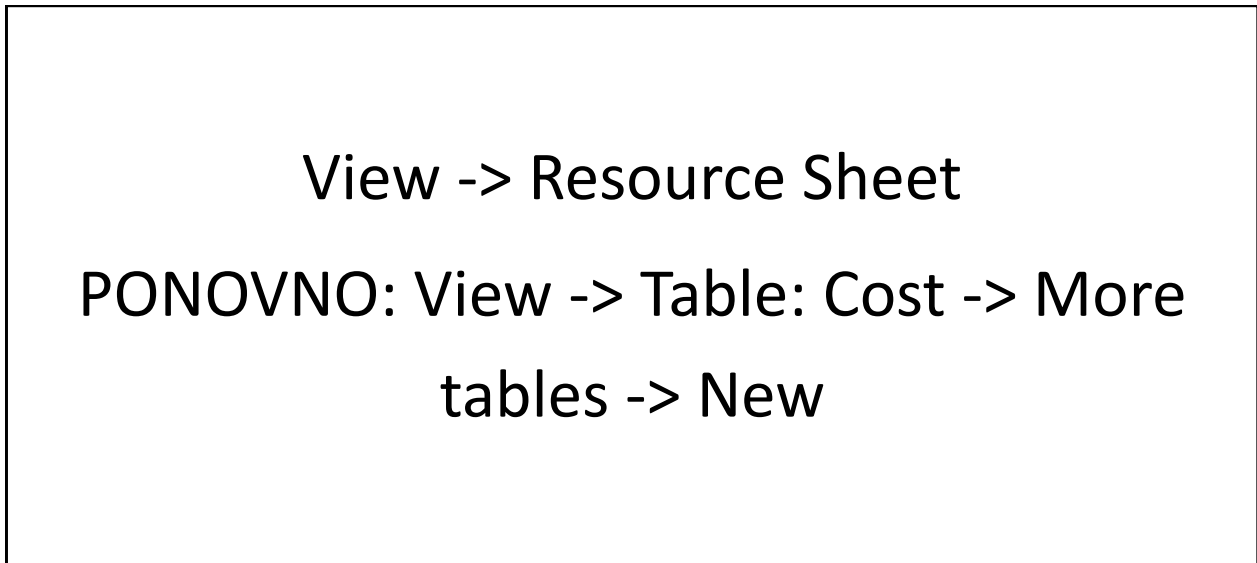 View -> Resource Sheet
PONOVNO: View -> Table: Cost -> More
tables -> New